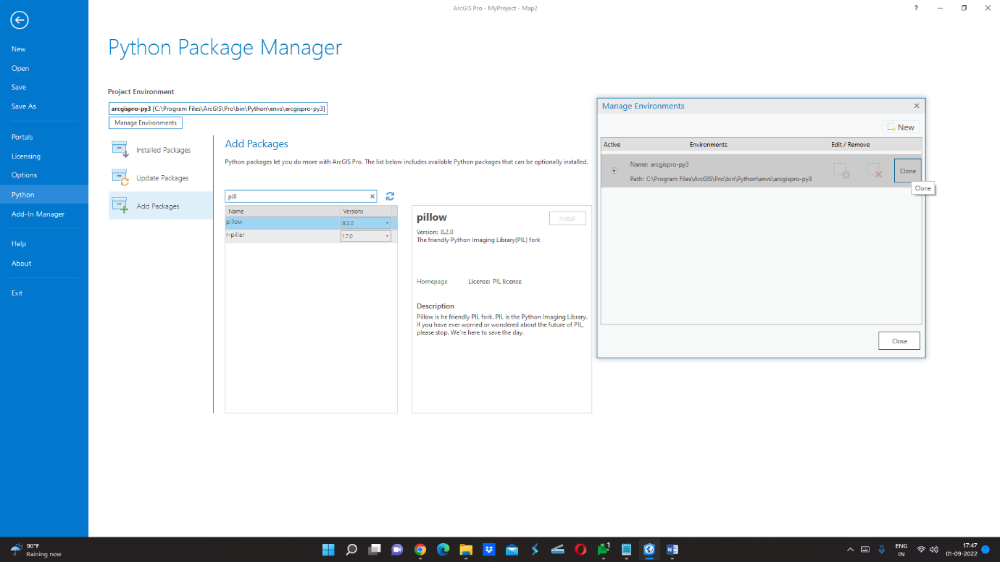 ArcGIS Pro - MyProject - Map2
?
New
Open
Save
Save As
Portals
Licensing
Options
Python
Add-In Manager
Help
About
Exit
Python Package Manager
Project Environment
arcgispro-py3 [C:\Program Files\ArcGIS\Pro\bin\Python\envs\arcgispro-py3]
Manage Environments
Installed Packages
Update Packages
Add Packages
Add Packages
Python packages let you do more with ArcGIS Pro. The list below includes available Python packages that can be optionally installed.
pill
Name Versions
pillow 8.2.0
r-pillar 1.7.0
pillow
Install
Version: 8.2.0
The friendly Python Imaging Library(PIL) fork
Homepage License: PIL license
Description
Pillow is he friendly PIL fork. PIL is the Python Imaging Library.
If you have ever worried or wondered about the future of PIL,
please stop. We're here to save the day.
Manage Environments
New
Active Environments Edit / Remove
Name: arcgispro-py3
Path: C:\Program Files\ArcGIS\Pro\bin\Python\envs\arcgispro-py3
Clone
Clone
Close
90°F
Raining now
1
ENG
IN
17:47
01-09-2022
1